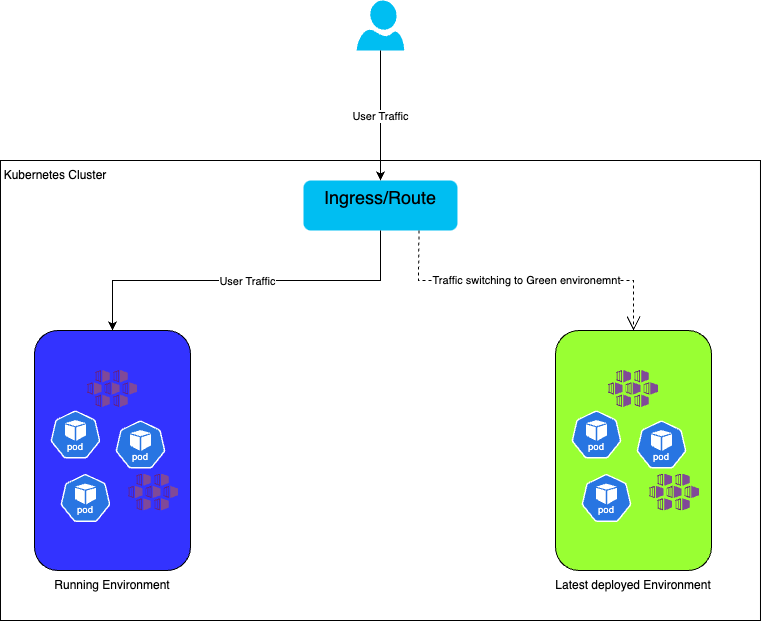 User Traffic
Kubernetes Cluster
Ingress/Route
User Traffic
Traffic switching to Green environemnt
pod
pod
pod
pod
pod
pod
Running Environment
Latest deployed Environment